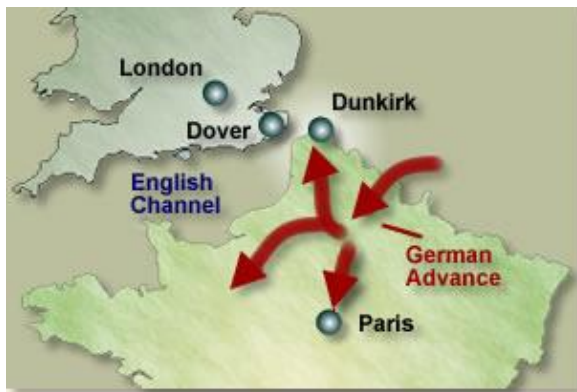 London
Dunkirk
Dover
English
Channel
German
Advance
Paris